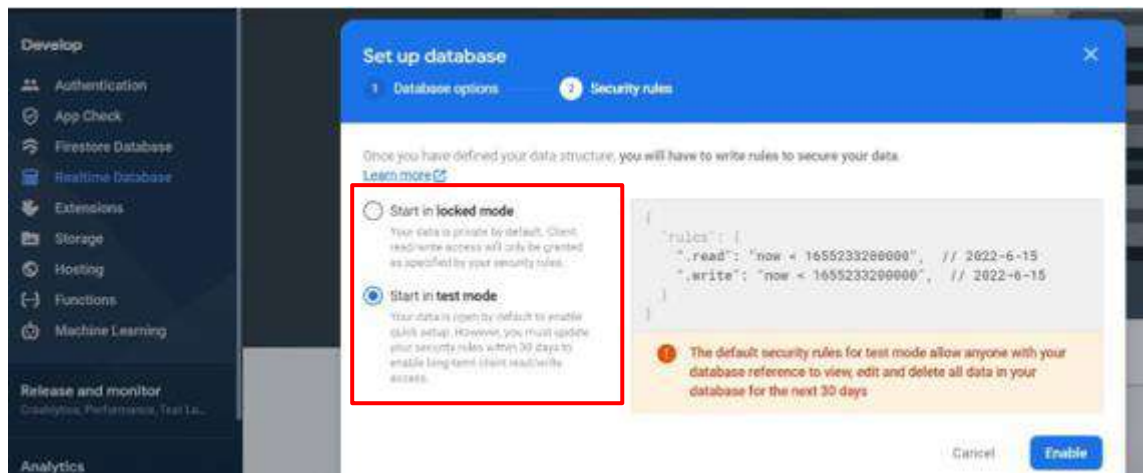 Develop
Authentication
App Check
Firestore Database
Realtime Database
Extensions
Storage
Hosting
Functions
Machine Learning
Release and monitor
Crashlytics, Performance, Test La...
Analytics
Set up database
1 Database options
2 Security rules
Once you have defined your data structure, you will have to write rules to secure your data.
Learn more
Start in locked mode
Your data is private by default. Client
read/write access will only be granted
as specified by your security rules.
Start in test mode
Your data is open by default to enable
quick setup. However, you must update
your security rules within 30 days to
enable long-term client read/write
access.
{
"rules": {
".read": "now < 1655233200000", // 2022-6-15
".write": "now < 1655233200000", // 2022-6-15
}
}
The default security rules for test mode allow anyone with your
database reference to view, edit and delete all data in your
database for the next 30 days
Cancel
Enable